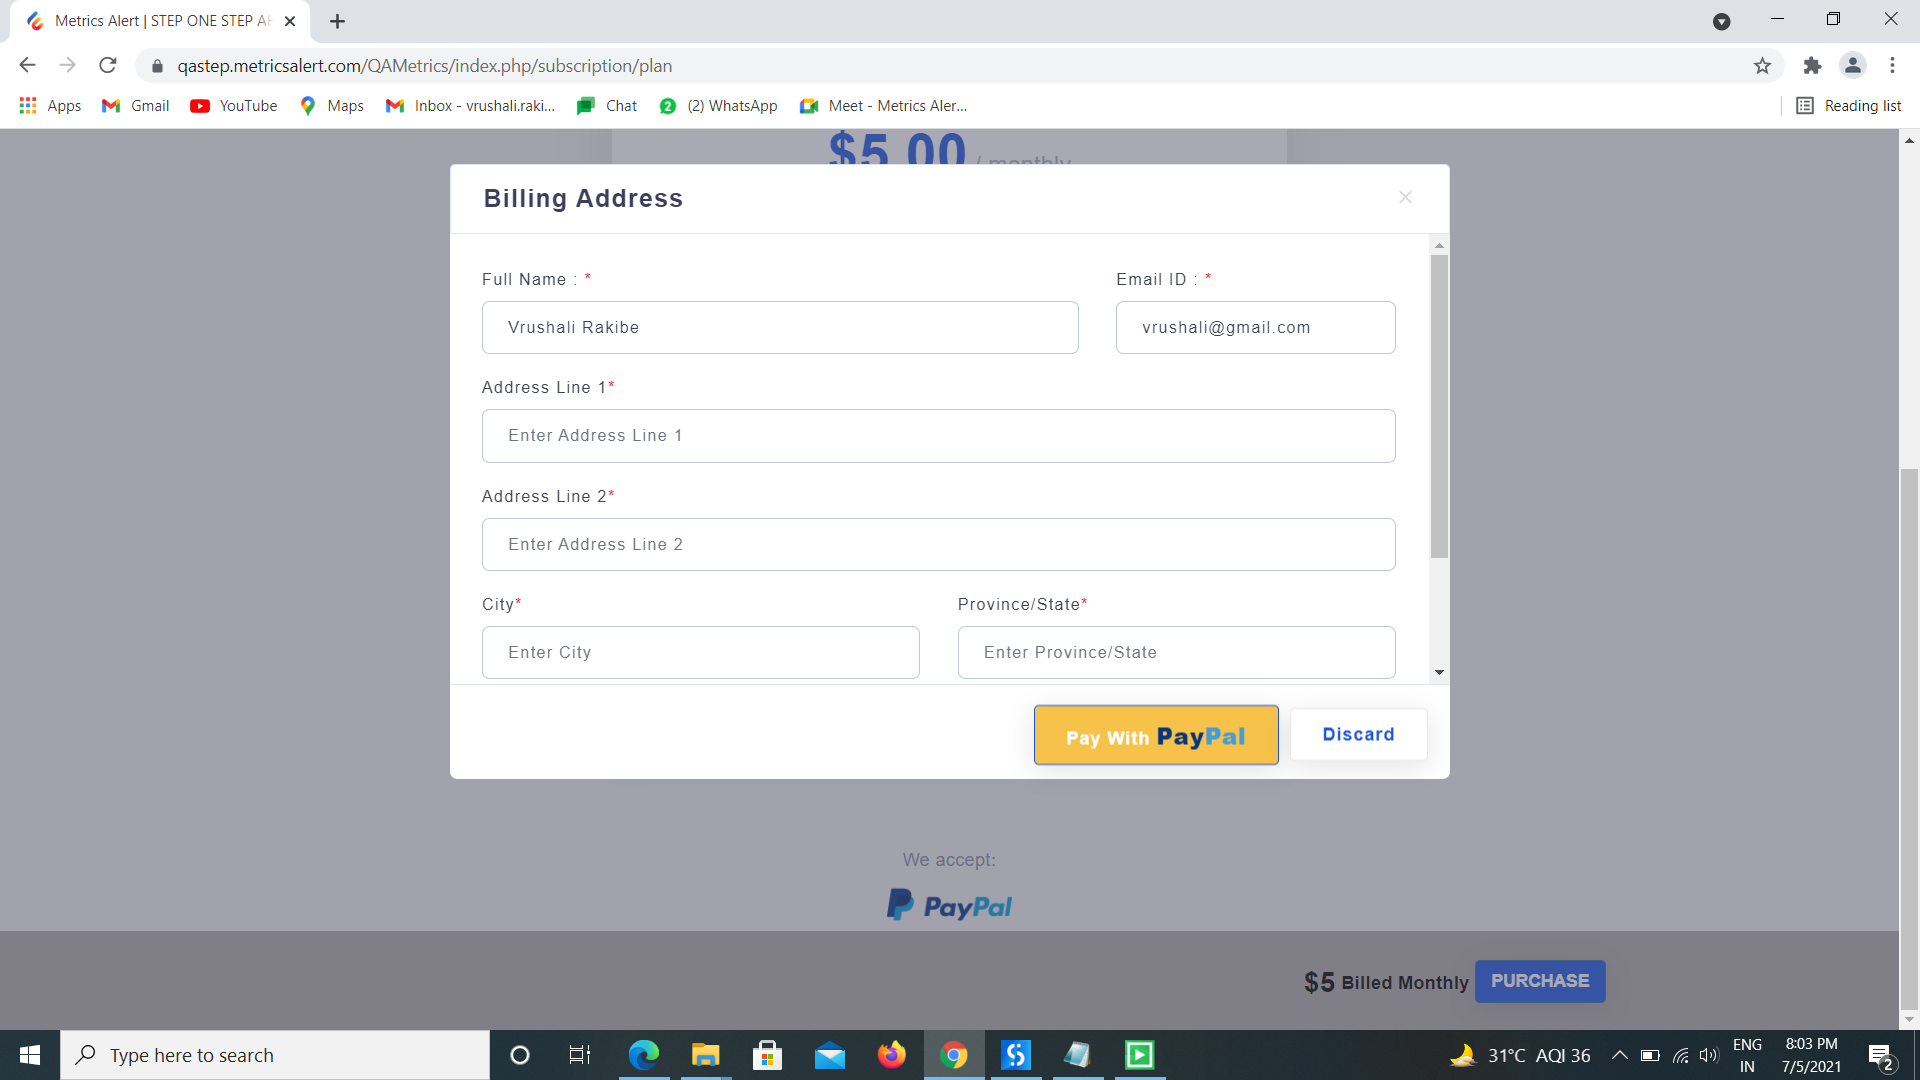 Metrics Alert | STEP ONE STEP AH
qastep.metricsalert.com/QAMetrics/index.php/subscription/plan
Apps Gmail YouTube Maps Inbox - vrushali.raki... Chat 2 (2) WhatsApp Meet - Metrics Aler... Reading list
$5.00 / monthly
Billing Address
Full Name : * Email ID : *
Vrushali Rakibe vrushali@gmail.com
Address Line 1*
Enter Address Line 1
Address Line 2*
Enter Address Line 2
City* Province/State*
Enter City Enter Province/State
Pay With PayPal Discard
We accept:
PayPal
$5 Billed Monthly PURCHASE
Type here to search
31°C AQI 36
ENG
IN
8:03 PM
7/5/2021
2